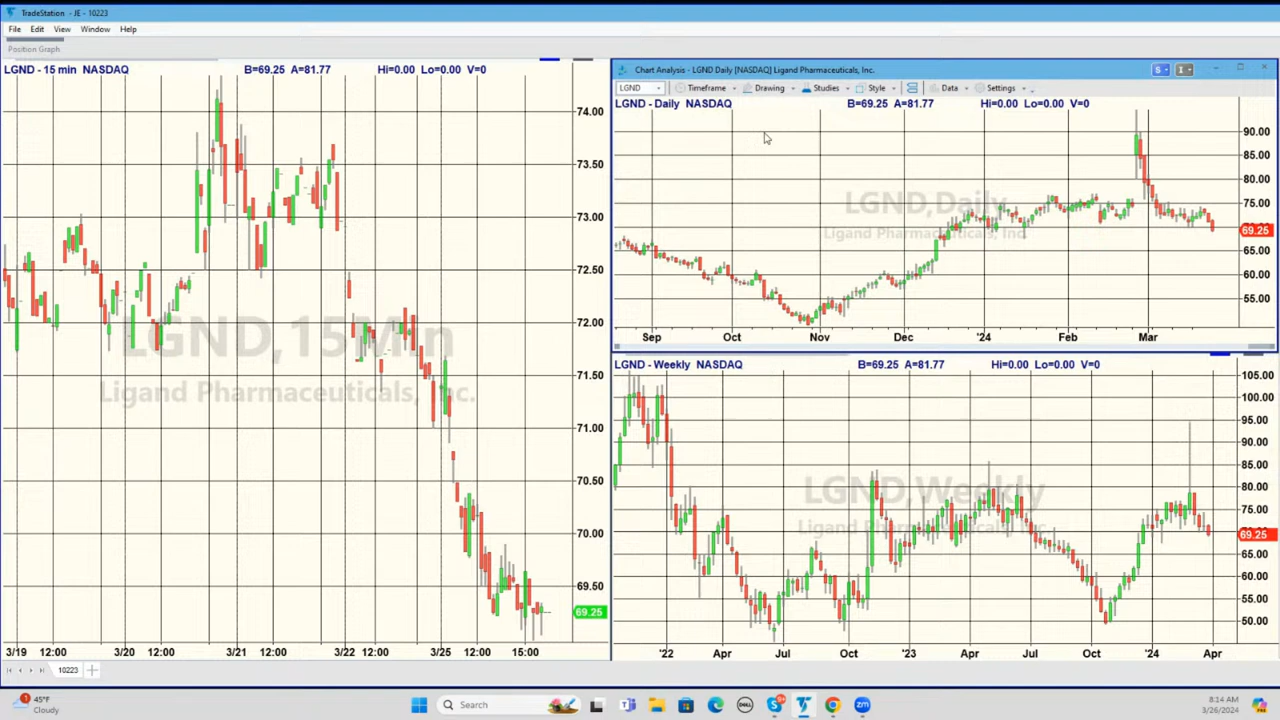 TradeStation - JE - 10223
File Edit View Window Help
Position Graph
LGND - 15 min NASDAQ B=69.25 A=81.77 Hi=0.00 Lo=0.00 V=0
74.00
73.50
73.00
72.50
72.00
71.50
71.00
70.50
70.00
69.50
69.25
LGND,15Min
Ligand Pharmaceuticals, Inc.
3/19 12:00 3/20 12:00 3/21 12:00 3/22 12:00 3/25 15:00
10223
Chart Analysis - LGND Daily [NASDAQ] Ligand Pharmaceuticals, Inc.
S I
LGND Timeframe Drawing Studies Style Data Settings
LGND - Daily NASDAQ B=69.25 A=81.77 Hi=0.00 Lo=0.00 V=0
90.00
85.00
80.00
75.00
69.25
65.00
60.00
55.00
LGND,Daily
Ligand Pharmaceuticals, Inc.
Sep Oct Nov Dec '24 Feb Mar
LGND - Weekly NASDAQ B=69.25 A=81.77 Hi=0.00 Lo=0.00 V=0
105.00
100.00
95.00
90.00
85.00
80.00
75.00
69.25
65.00
60.00
55.00
50.00
LGND,Weekly
Ligand Pharmaceuticals, Inc.
'22 Apr Jul Oct '23 Apr Jul Oct '24 Apr
1
45°F
Cloudy
Search
DELL
zm
8:14 AM
3/26/2024